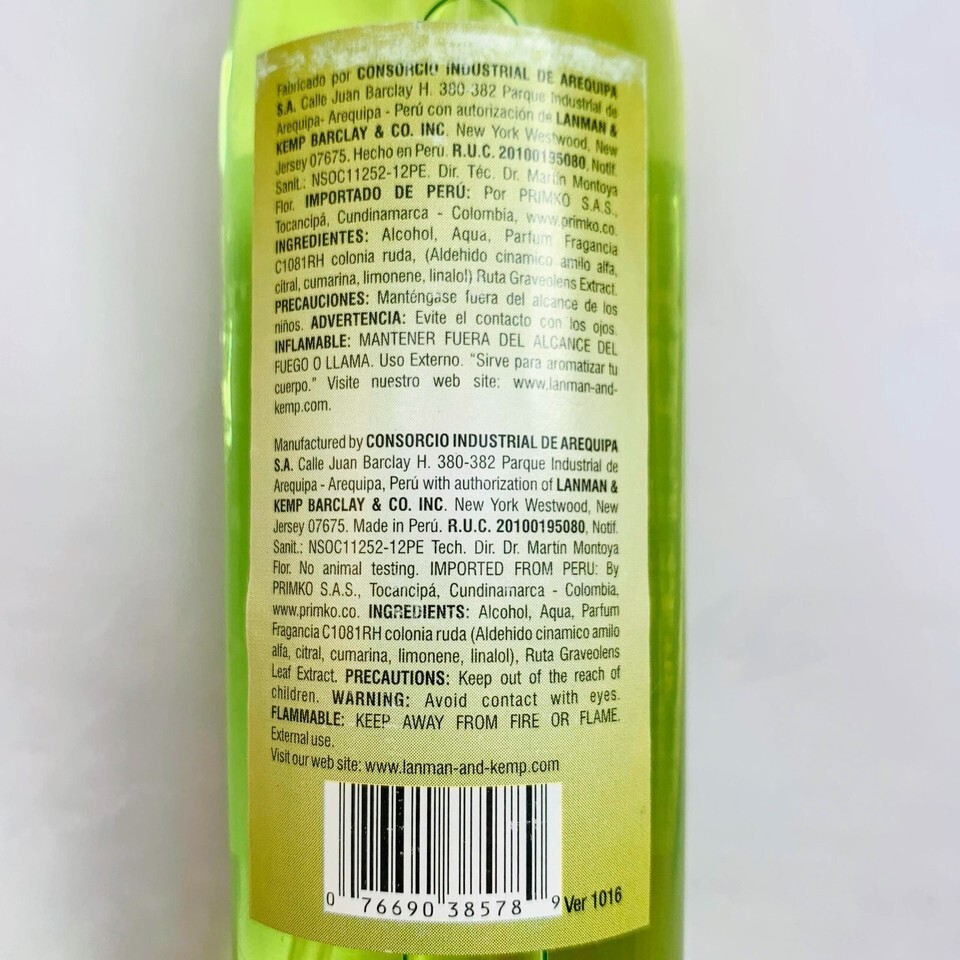 Fabricado por CONSORCIO INDUSTRIAL DE AREQUIPA
S.A. Calle Juan Barclay H. 380-382 Parque Industrial de
Arequipa- Arequipa - Perú con autorización de LANMAN &
KEMP BARCLAY & CO. INC. New York Westwood, New
Jersey 07675. Hecho en Perú. R.U.C. 20100195080, Notif.
Sanit.: NSOC11252-12PE. Dir. Téc. Dr. Martin Montoya
Flor. IMPORTADO DE PERÚ: Por PRIMKO S.A.S.,
Tocancipá, Cundinamarca - Colombia, www.primko.co.
INGREDIENTES: Alcohol, Aqua, Parfum Fragancia
C1081RH colonia ruda, (Aldehido cinamico amilo alfa,
citral, cumarina, limonene, linalol) Ruta Graveolens Extract.
PRECAUCIONES: Manténgase fuera del alcance de los
niños. ADVERTENCIA: Evite el contacto con los ojos.
INFLAMABLE: MANTENER FUERA DEL ALCANCE DEL
FUEGO O LLAMA. Uso Externo. "Sirve para aromatizar tu
cuerpo." Visite nuestro web site: www.lanman-and-
kemp.com.
Manufactured by CONSORCIO INDUSTRIAL DE AREQUIPA
S.A. Calle Juan Barclay H. 380-382 Parque Industrial de
Arequipa - Arequipa, Perú with authorization of LANMAN &
KEMP BARCLAY & CO. INC. New York Westwood, New
Jersey 07675. Made in Perú. R.U.C. 20100195080, Notif.
Sanit.: NSOC11252-12PE Tech. Dir. Dr. Martin Montoya
Flor. No animal testing. IMPORTED FROM PERU: By
PRIMKO S.A.S., Tocancipá, Cundinamarca - Colombia,
www.primko.co. INGREDIENTS: Alcohol, Aqua, Parfum
Fragancia C1081RH colonia ruda (Aldehido cinamico amilo
alfa, citral, cumarina, limonene, linalol), Ruta Graveolens
Leaf Extract. PRECAUTIONS: Keep out of the reach of
children. WARNING: Avoid contact with eyes.
FLAMMABLE: KEEP AWAY FROM FIRE OR FLAME.
External use.
Visit our web site: www.lanman-and-kemp.com
0 76690 38578 9 Ver 1016